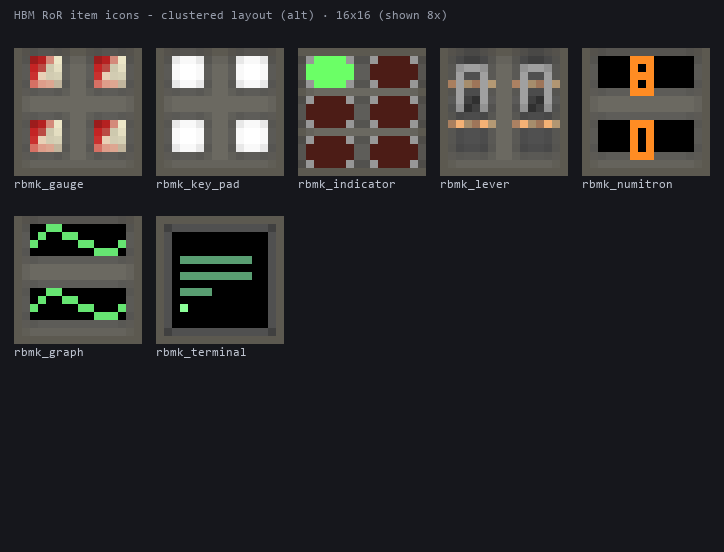 HBM RoR item icons - clustered layout (alt) · 16x16 (shown 8x)
rbmk_gauge
rbmk_key_pad
rbmk_indicator
rbmk_lever
rbmk_numitron
rbmk_graph
rbmk_terminal